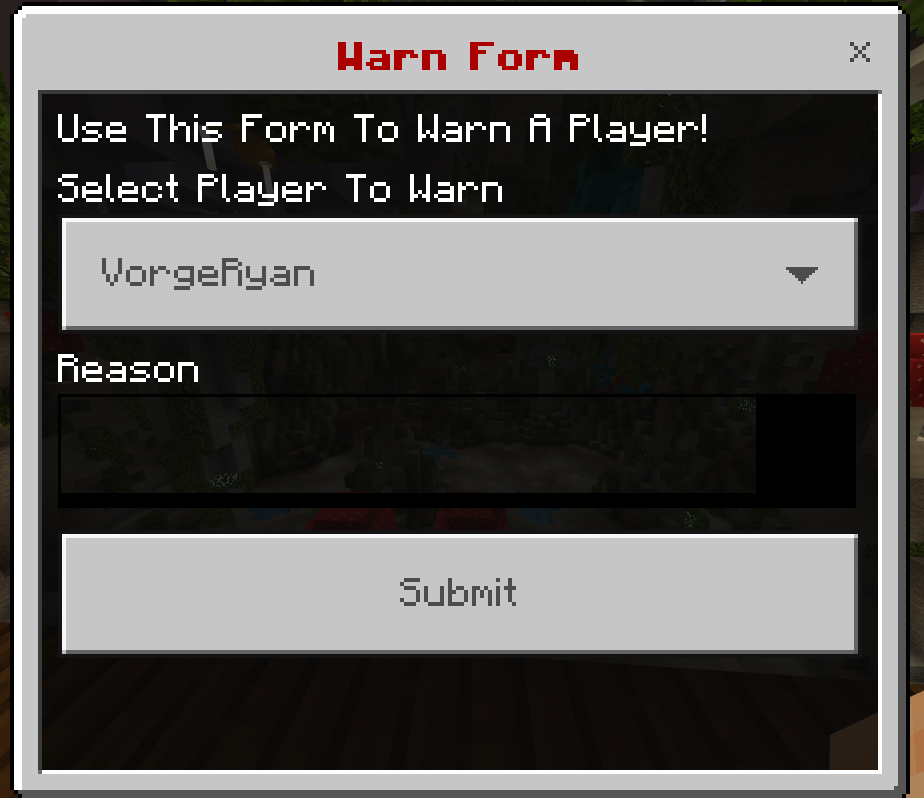 Warn Form
Use This Form To Warn A Player!
Select Player To Warn
VorgeRyan
Reason
Submit